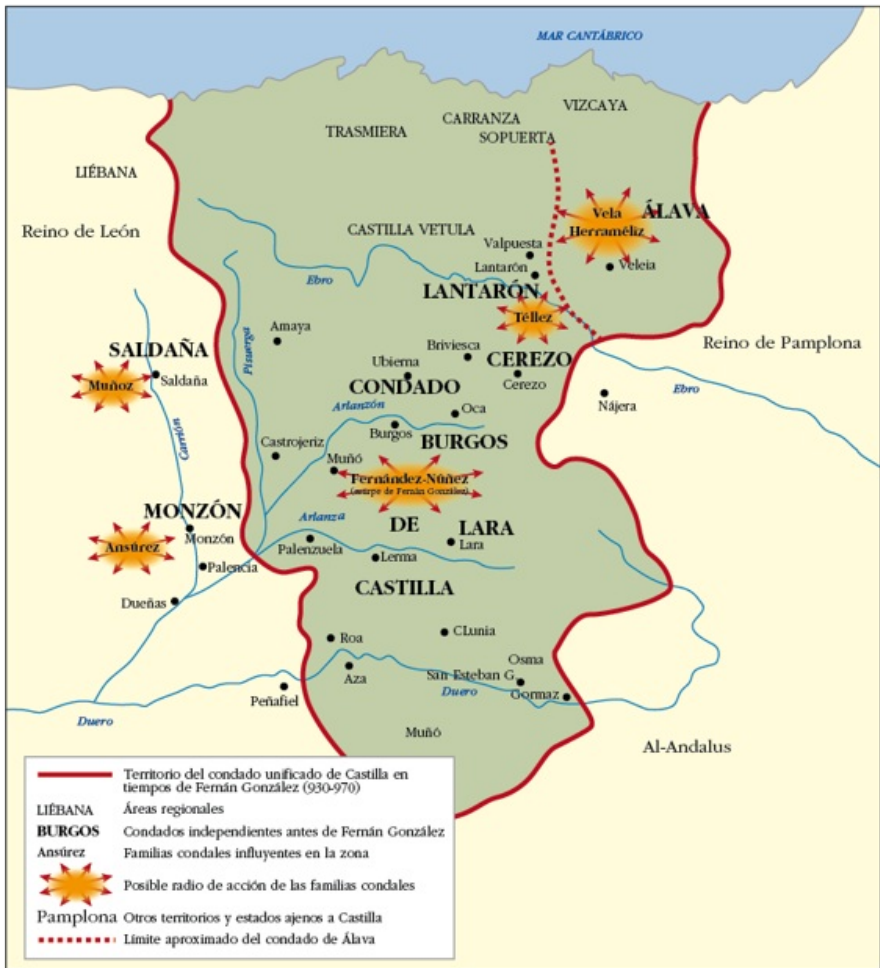 MAR CANTÁBRICO
VIZCAYA
CARRANZA
TRASMIERA
SOPUERTA
LIÉBANA
Vela
Herraméliz
ÁLAVA
Reino de León
CASTILLA VETULA
Valpuesta
Lantarón
Veleia
Ebro
LANTARÓN
Téllez
Pisuerga
Amaya
Briviesca
Reino de Pamplona
SALDAÑA
Ubierna
CEREZO
Muñoz
Saldaña
CONDADO
Cerezo
Ebro
Nájera
Arlanzón
Oca
Carrión
Burgos
BURGOS
Castrojeriz
Muñó
Fernández-Núñez
(estirpe de Fernán González)
MONZÓN
Arlanza
DE
LARA
Ansúrez
Monzón
Palenzuela
Lara
Lerma
Palencia
CASTILLA
Dueñas
Roa
CLunia
Osma
Aza
San Esteban G.
Peñafiel
Duero
Gormaz
Duero
Muñó
Al-Andalus
Territorio del condado unificado de Castilla en
tiempos de Fernán González (930-970)
LIÉBANA Áreas regionales
BURGOS Condados independientes antes de Fernán González
Ansúrez Familias condales influyentes en la zona
Posible radio de acción de las familias condales
Pamplona Otros territorios y estados ajenos a Castilla
Límite aproximado del condado de Álava